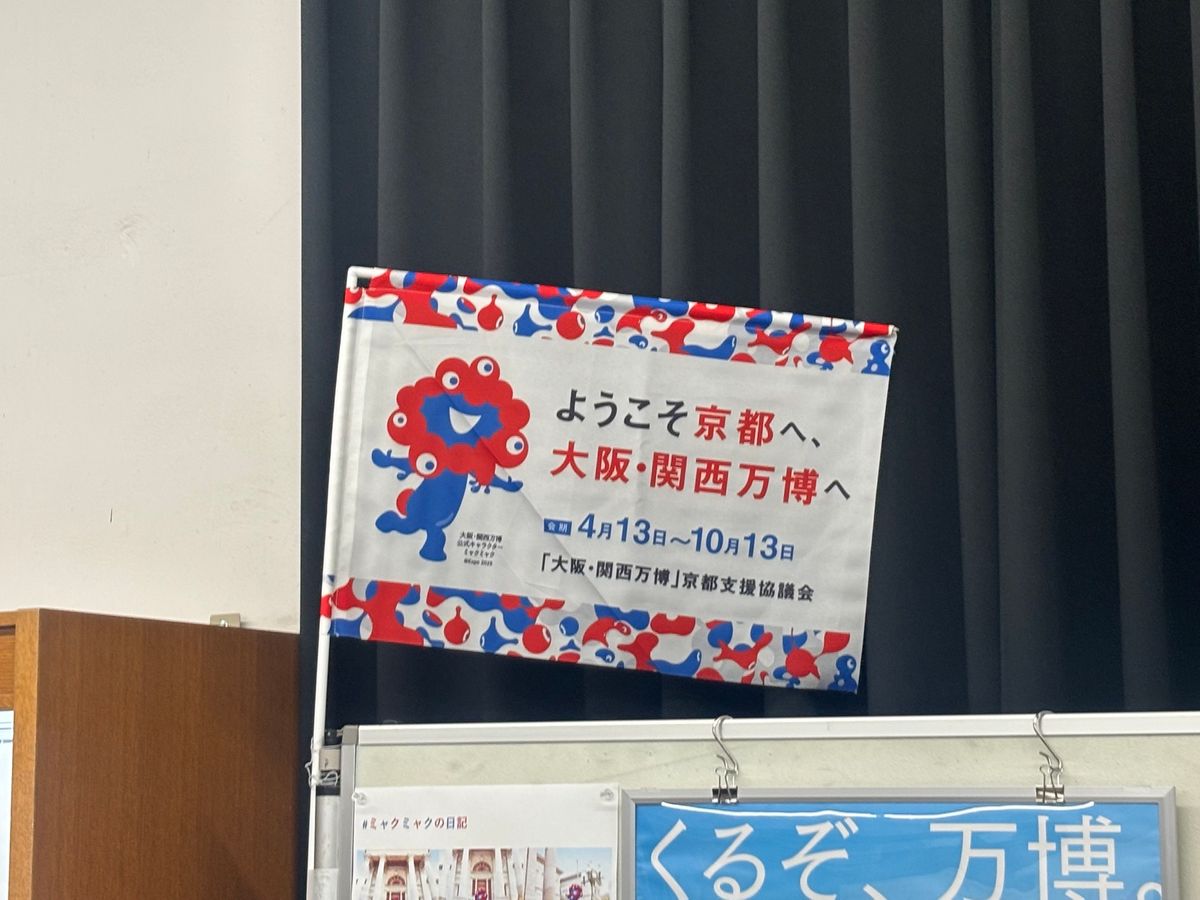 ようこそ京都へ、
大阪・関西万博へ
会期 4月13日〜10月13日
「大阪・関西万博」京都支援協議会
大阪・関西万博
公式キャラクター
ミャクミャク
©Expo 2025
#ミャクミャクの日記
くるぞ、万博。